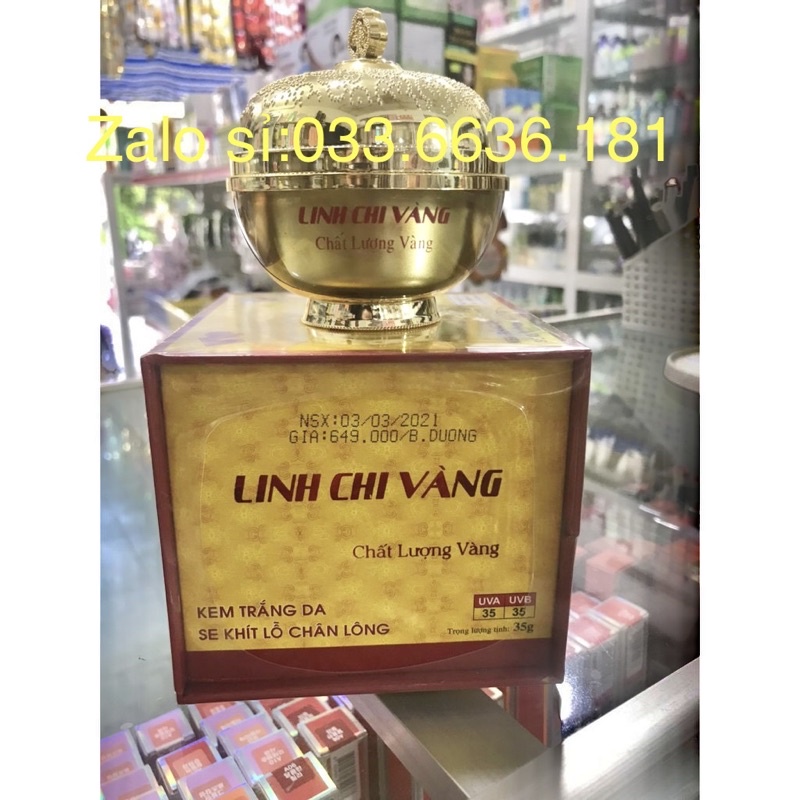 Zalo sỉ:033.6636.181
LINH CHI VÀNG
Chất Lượng Vàng
NSX:03/03/2021
GIA:649.000/B.DUONG
LINH CHI VÀNG
Chất Lượng Vàng
KEM TRẮNG DA
SE KHÍT LỖ CHÂN LÔNG
UVA UVB
35 35
Trọng lượng tịnh: 35g